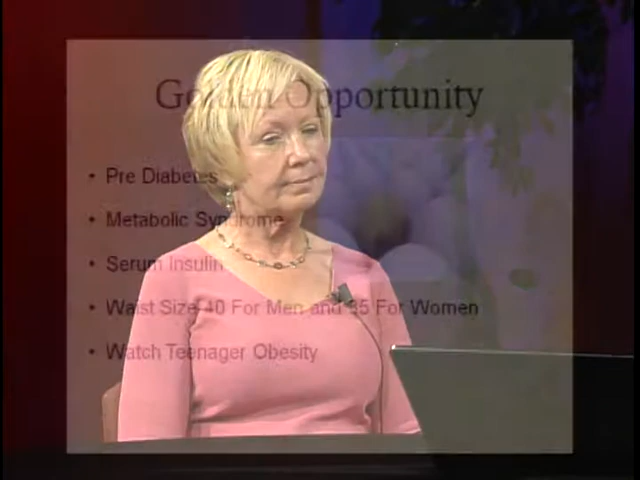 Golden Opportunity
• Pre Diabetes
• Metabolic Syndrome
• Serum Insulin
• Waist Size 40 For Men and 35 For Women
• Watch Teenager Obesity